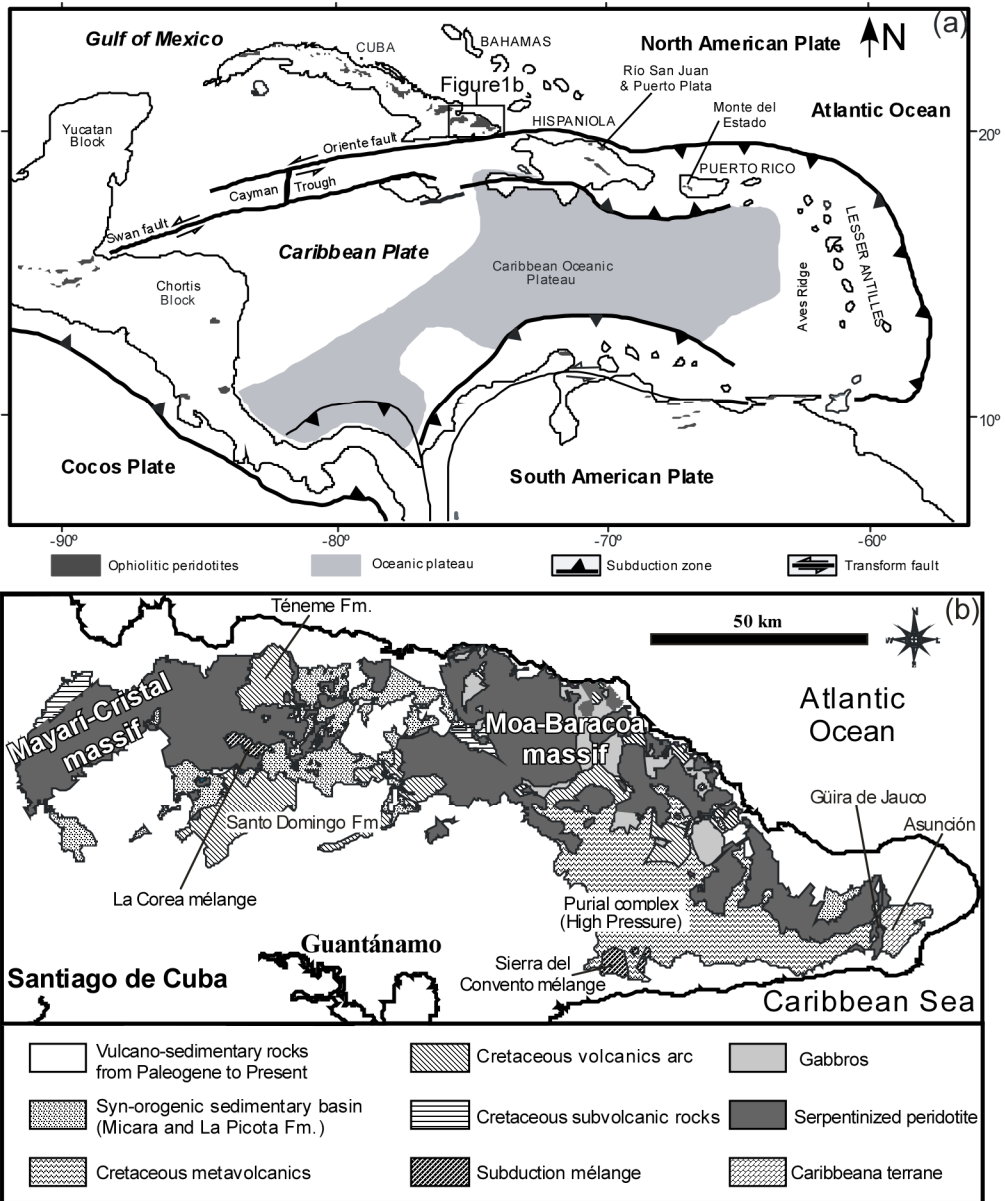 (a)
Gulf of Mexico
CUBA
BAHAMAS
North American Plate
N
Figure1b
Río San Juan
& Puerto Plata
Monte del
Estado
Atlantic Ocean
HISPANIOLA
Yucatan
Block
20º
Oriente fault
PUERTO RICO
Cayman
Trough
Swan fault
Caribbean Plate
LESSER ANTILLES
Caribbean Oceanic
Plateau
Aves Ridge
Chortis
Block
10º
Cocos Plate
South American Plate
-90º
-80º
-70º
-60º
Ophiolitic peridotites
Oceanic plateau
Subduction zone
Transform fault
(b)
Téneme Fm.
50 km
Mayarí-Cristal
massif
Moa-Baracoa
massif
Atlantic
Ocean
Güira de Jauco
Asunción
Santo Domingo Fm
La Corea mélange
Purial complex
(High Pressure)
Guantánamo
Sierra del
Convento mélange
Santiago de Cuba
Caribbean Sea
Vulcano-sedimentary rocks
from Paleogene to Present
Cretaceous volcanics arc
Gabbros
Syn-orogenic sedimentary basin
(Micara and La Picota Fm.)
Cretaceous subvolcanic rocks
Serpentinized peridotite
Cretaceous metavolcanics
Subduction mélange
Caribbeana terrane